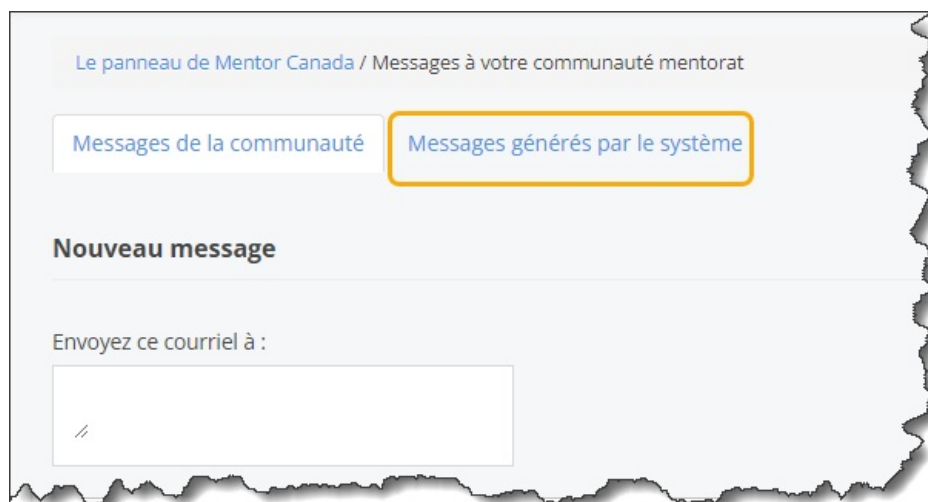 Le panneau de Mentor Canada / Messages à votre communauté mentorat
Messages de la communauté
Messages générés par le système
Nouveau message
Envoyez ce courriel à :